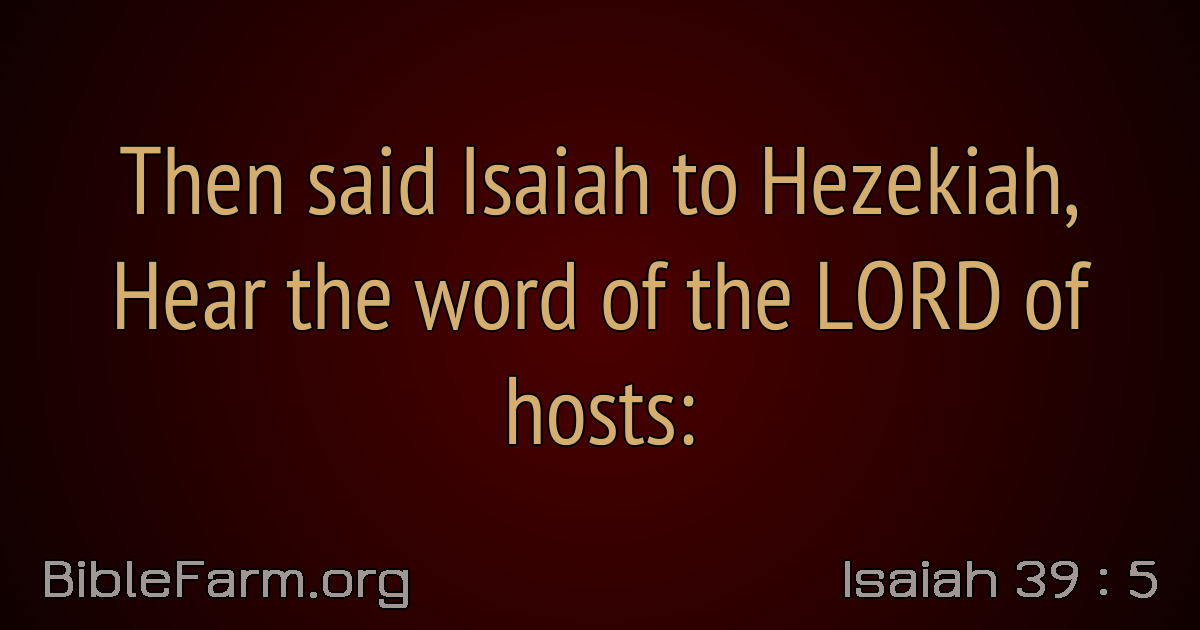 Then said Isaiah to Hezekiah,
Hear the word of the LORD of
hosts:
BibleFarm.org
Isaiah 39 : 5